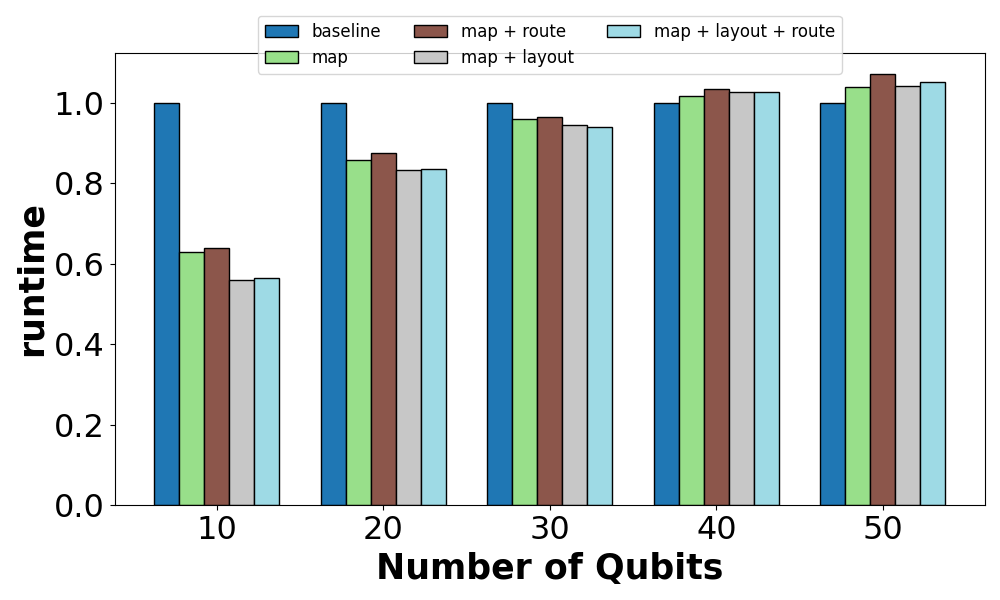 baseline
map
map + route
map + layout
map + layout + route
1.0
0.8
0.6
0.4
0.2
0.0
runtime
10 20 30 40 50
Number of Qubits